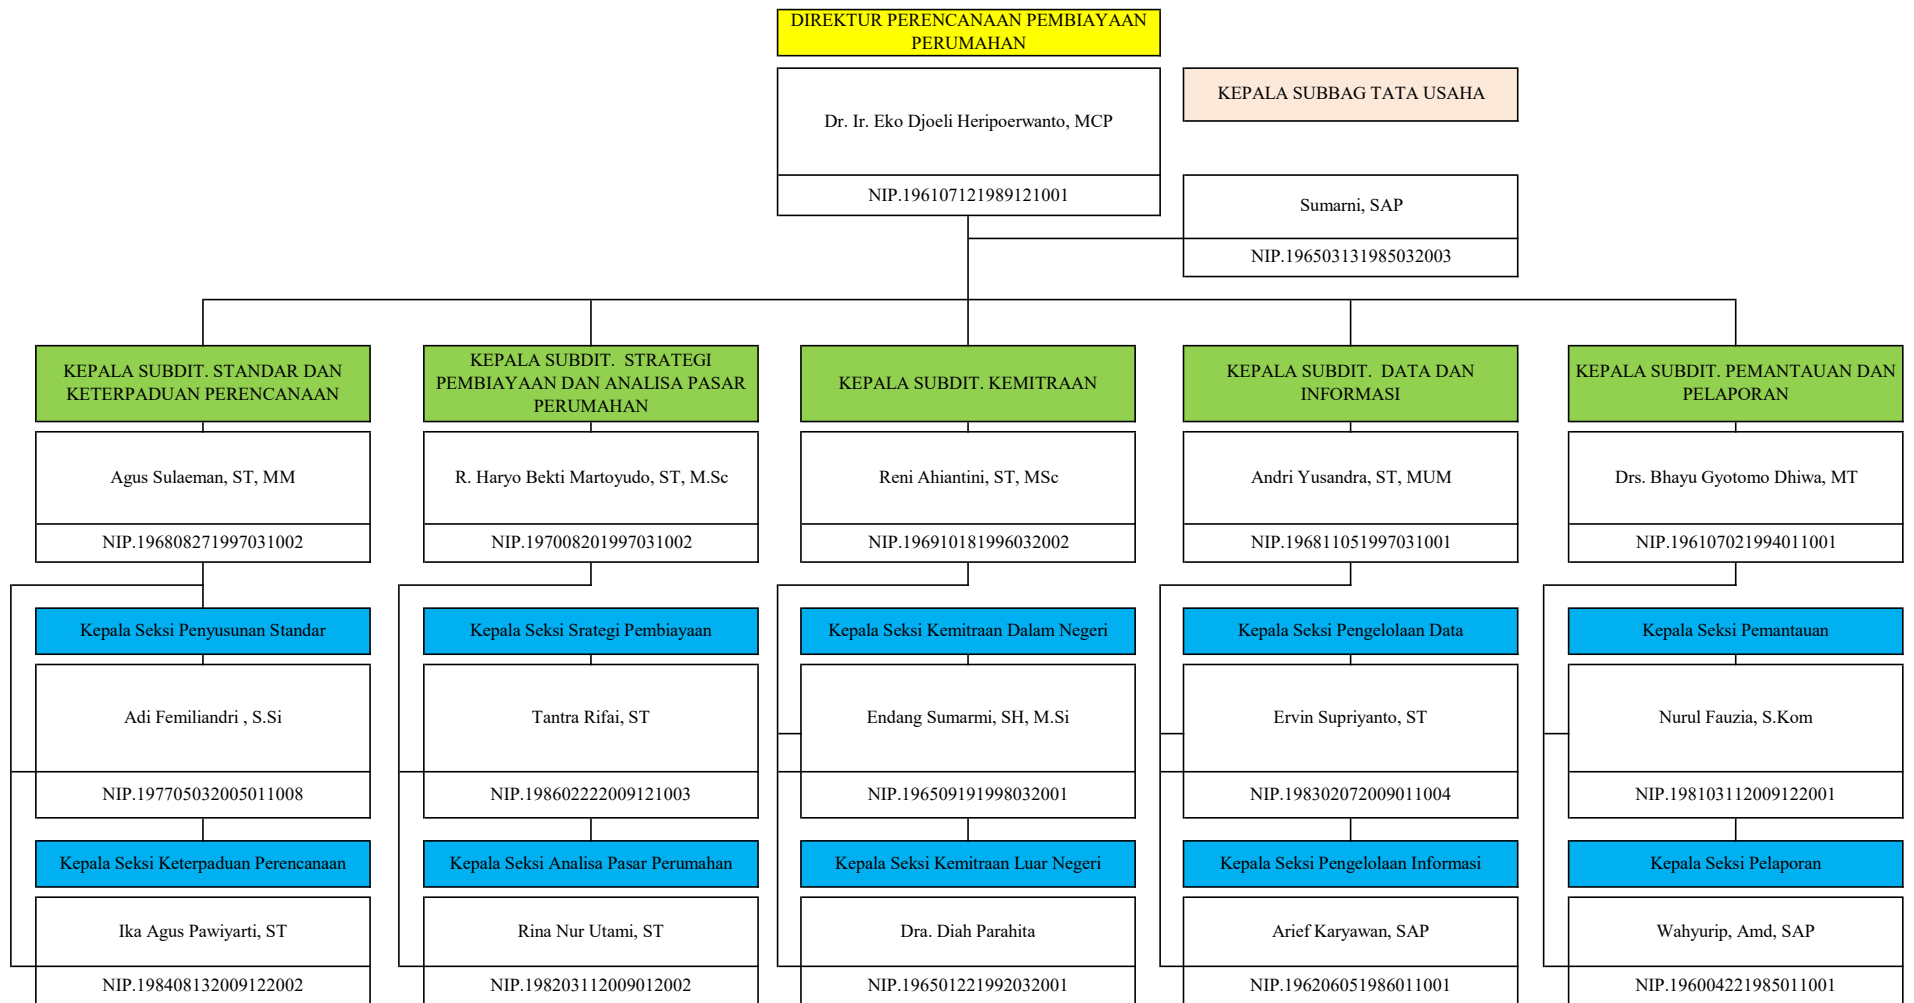 DIREKTUR PERENCANAAN PEMBIAYAAN
PERUMAHAN
Dr. Ir. Eko Djoeli Heripoerwanto, MCP
NIP.196107121989121001
KEPALA SUBBAG TATA USAHA
Sumarni, SAP
NIP.196503131985032003
KEPALA SUBDIT. STANDAR DAN
KETERPADUAN PERENCANAAN
Agus Sulaeman, ST, MM
NIP.196808271997031002
Kepala Seksi Penyusunan Standar
Adi Femiliandri , S.Si
NIP.197705032005011008
Kepala Seksi Keterpaduan Perencanaan
Ika Agus Pawiyarti, ST
NIP.198408132009122002
KEPALA SUBDIT. STRATEGI
PEMBIAYAAN DAN ANALISA PASAR
PERUMAHAN
R. Haryo Bekti Martoyudo, ST, M.Sc
NIP.197008201997031002
Kepala Seksi Srategi Pembiayaan
Tantra Rifai, ST
NIP.198602222009121003
Kepala Seksi Analisa Pasar Perumahan
Rina Nur Utami, ST
NIP.198203112009012002
KEPALA SUBDIT. KEMITRAAN
Reni Ahiantini, ST, MSc
NIP.196910181996032002
Kepala Seksi Kemitraan Dalam Negeri
Endang Sumarmi, SH, M.Si
NIP.196509191998032001
Kepala Seksi Kemitraan Luar Negeri
Dra. Diah Parahita
NIP.196501221992032001
KEPALA SUBDIT. DATA DAN
INFORMASI
Andri Yusandra, ST, MUM
NIP.196811051997031001
Kepala Seksi Pengelolaan Data
Ervin Supriyanto, ST
NIP.198302072009011004
Kepala Seksi Pengelolaan Informasi
Arief Karyawan, SAP
NIP.196206051986011001
KEPALA SUBDIT. PEMANTAUAN DAN
PELAPORAN
Drs. Bhayu Gyotomo Dhiwa, MT
NIP.196107021994011001
Kepala Seksi Pemantauan
Nurul Fauzia, S.Kom
NIP.198103112009122001
Kepala Seksi Pelaporan
Wahyurip, Amd, SAP
NIP.196004221985011001